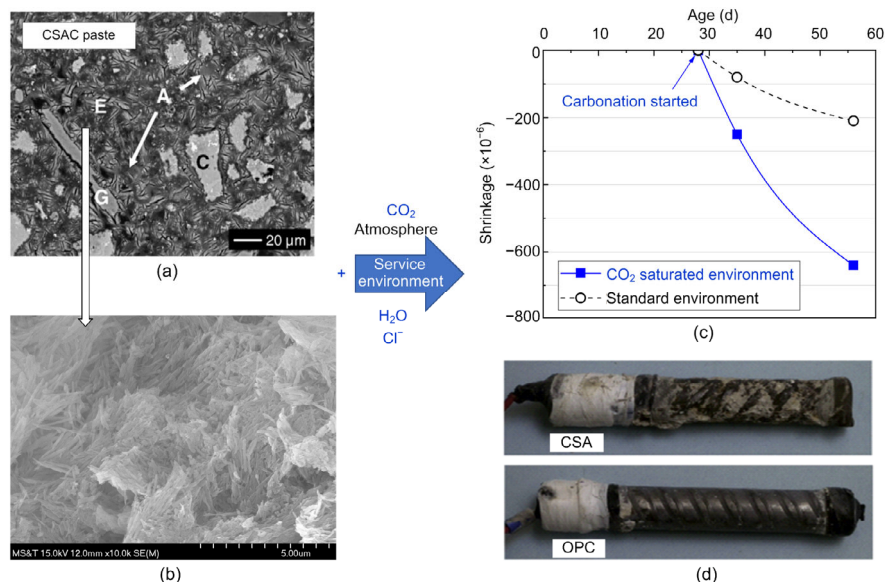 CSAC paste
E
A
C
G
20 μm
(a)
MS&T 15.0kV 12.0mm x10.0k SE(M)
5.00um
(b)
CO₂
Atmosphere
+
Service
environment
H₂O
Cl⁻
Age (d)
0 10 20 30 40 50 60
0
−200
−400
−600
−800
Shrinkage (×10⁻⁶)
Carbonation started
CO₂ saturated environment
Standard environment
(c)
CSA
OPC
(d)